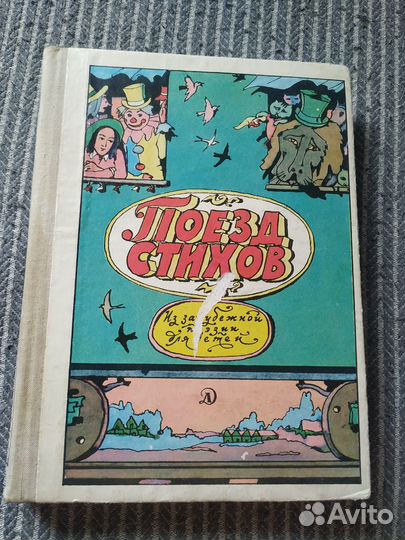 ПОЕЗД
СТИХОВ
Из зарубежной
поэзии
для детей
Д
Avito